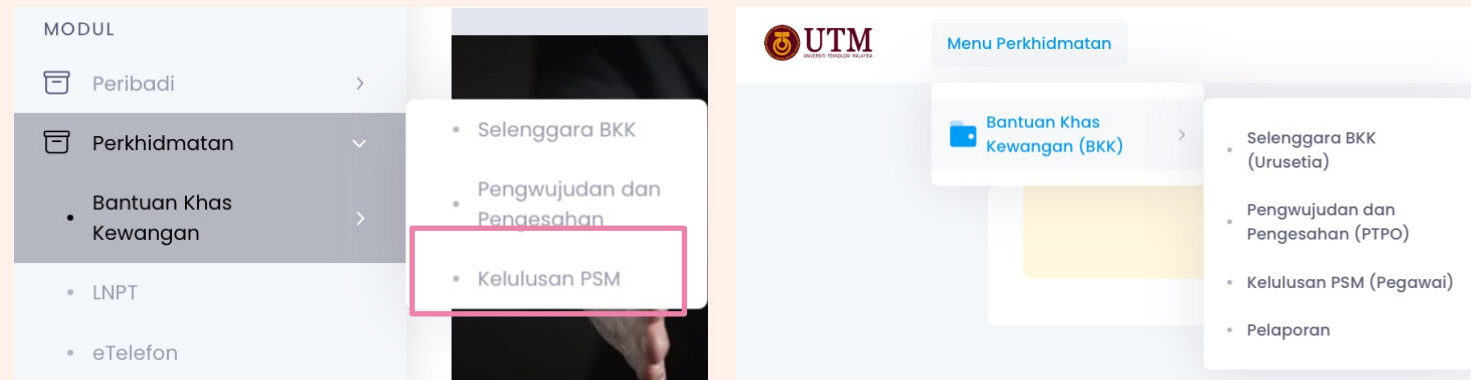 MODUL
Peribadi
Perkhidmatan
Bantuan Khas
Kewangan
LNPT
eTelefon
Selenggara BKK
Pengwujudan dan
Pengesahan
Kelulusan PSM
UTM
UNIVERSITI TEKNOLOGI MALAYSIA
Menu Perkhidmatan
Bantuan Khas
Kewangan (BKK)
Selenggara BKK
(Urusetia)
Pengwujudan dan
Pengesahan (PTPO)
Kelulusan PSM (Pegawai)
Pelaporan